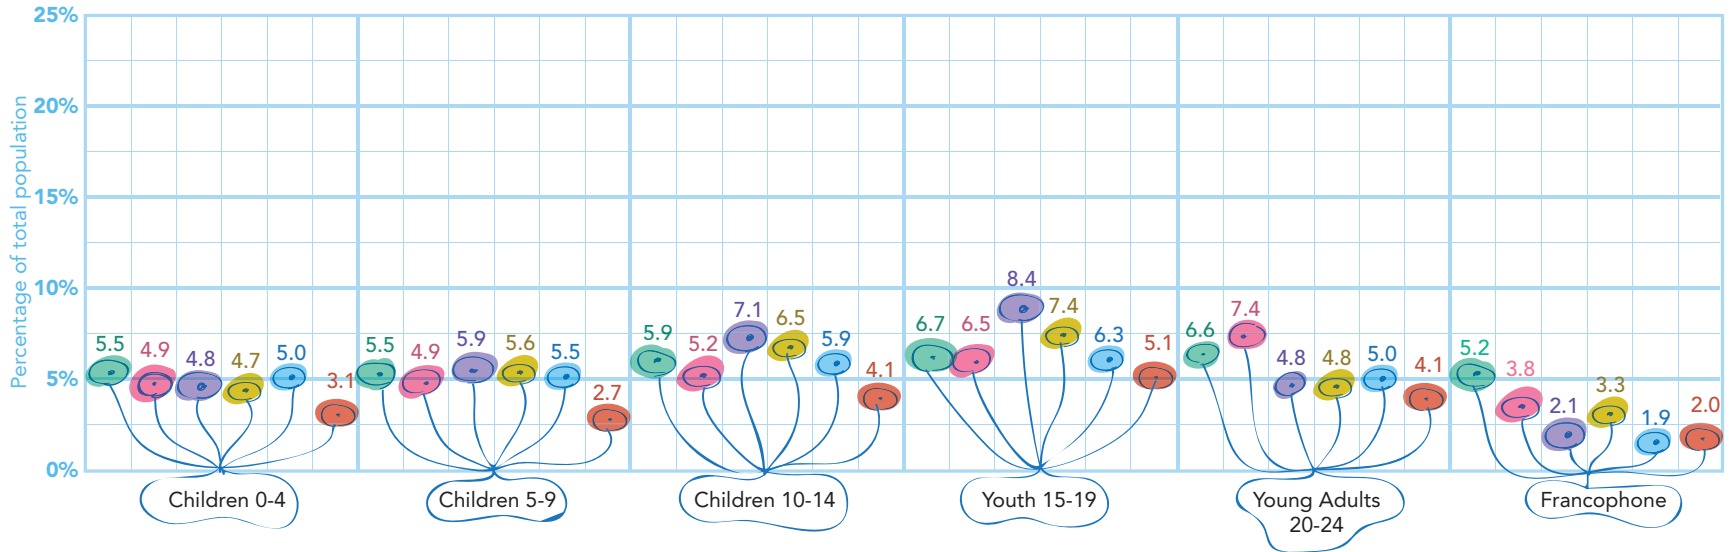 Percentage of total population
25%
20%
15%
10%
5%
0%
5.5 4.9 4.8 4.7 5.0 3.1
5.5 4.9 5.9 5.6 5.5 2.7
5.9 5.2 7.1 6.5 5.9 4.1
6.7 6.5 8.4 7.4 6.3 5.1
6.6 7.4 4.8 4.8 5.0 4.1
5.2 3.8 2.1 3.3 1.9 2.0
Children 0-4
Children 5-9
Children 10-14
Youth 15-19
Young Adults
20-24
Francophone